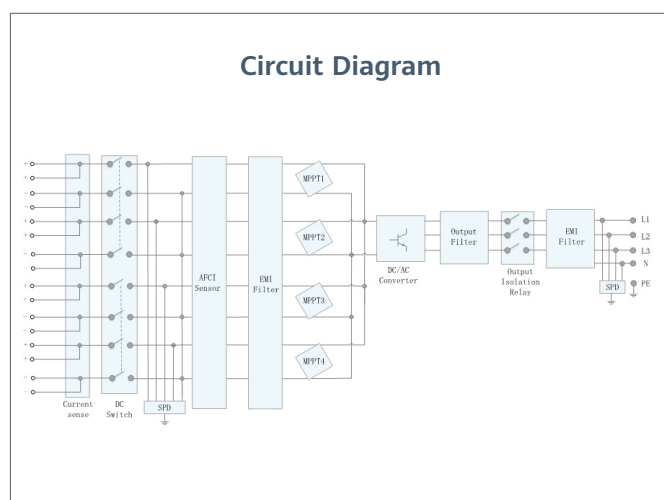 Circuit Diagram
+
+
-
-
+
+
-
-
+
+
-
-
+
+
-
-
Current
sense
DC
Switch
SPD
AFCI
Sensor
EMI
Filter
MPPT1
MPPT2
MPPT3
MPPT4
DC/AC
Converter
Output
Filter
Output
Isolation
Relay
EMI
Filter
L1
L2
L3
N
PE
SPD